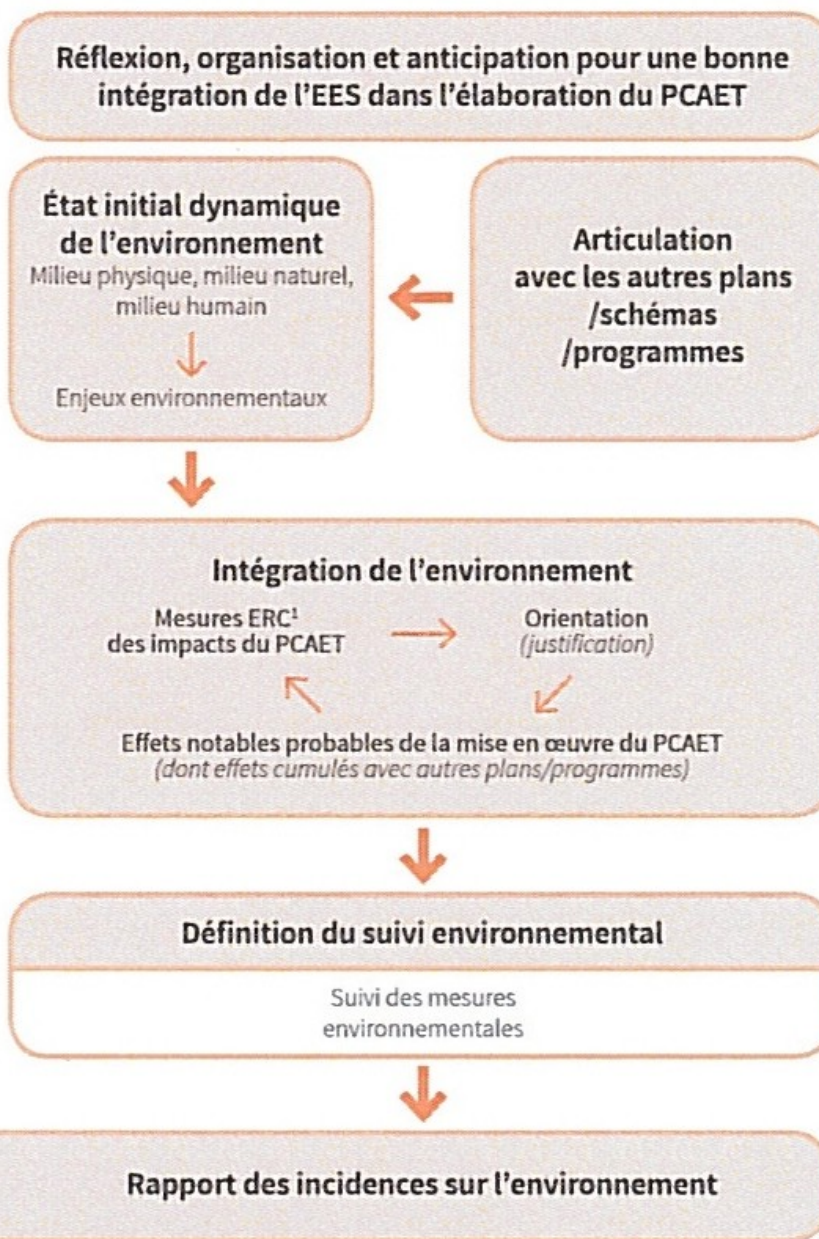 Réflexion, organisation et anticipation pour une bonne
intégration de l'EES dans l'élaboration du PCAET
État initial dynamique
de l'environnement
Milieu physique, milieu naturel,
milieu humain
Enjeux environnementaux
Articulation
avec les autres plans
/schémas
/programmes
Intégration de l'environnement
Mesures ERC¹
des impacts du PCAET
Orientation
(justification)
Effets notables probables de la mise en œuvre du PCAET
(dont effets cumulés avec autres plans/programmes)
Définition du suivi environnemental
Suivi des mesures
environnementales
Rapport des incidences sur l'environnement